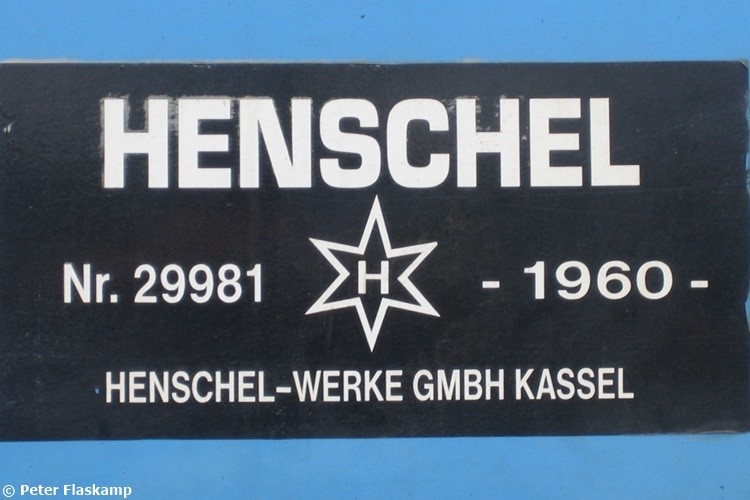 HENSCHEL
Nr. 29981 H - 1960 -
HENSCHEL-WERKE GMBH KASSEL
© Peter Flaskamp